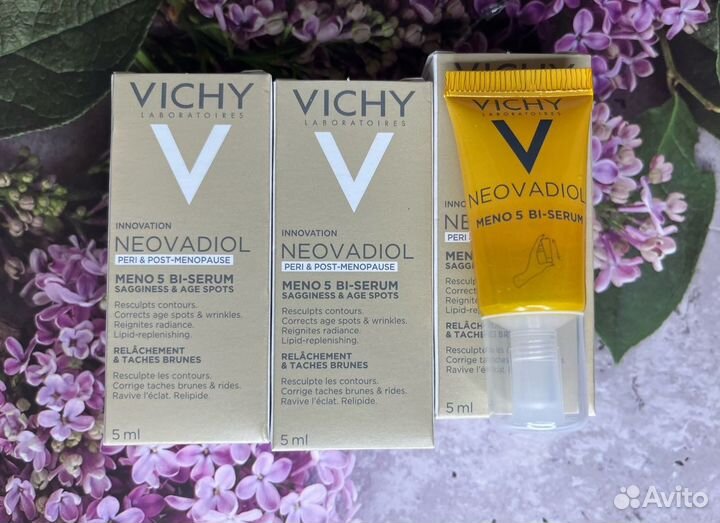 VICHY
LABORATOIRES
INNOVATION
NEOVADIOL
PERI & POST-MENOPAUSE
MENO 5 BI-SERUM
SAGGINESS & AGE SPOTS
Resculpts contours.
Corrects age spots & wrinkles.
Reignites radiance.
Lipid-replenishing.
RELÂCHEMENT
& TACHES BRUNES
Resculpte les contours.
Corrige taches brunes & rides.
Ravive l'éclat. Relipide.
5 ml
VICHY
LABORATOIRES
INNOVATION
NEOVADIOL
PERI & POST-MENOPAUSE
MENO 5 BI-SERUM
SAGGINESS & AGE SPOTS
Resculpts contours.
Corrects age spots & wrinkles.
Reignites radiance.
Lipid-replenishing.
RELÂCHEMENT
& TACHES BRUNES
Resculpte les contours.
Corrige taches brunes & rides.
Ravive l'éclat. Relipide.
5 ml
VICHY
NEOVADIOL
MENO 5 BI-SERUM
5 ml
Avito